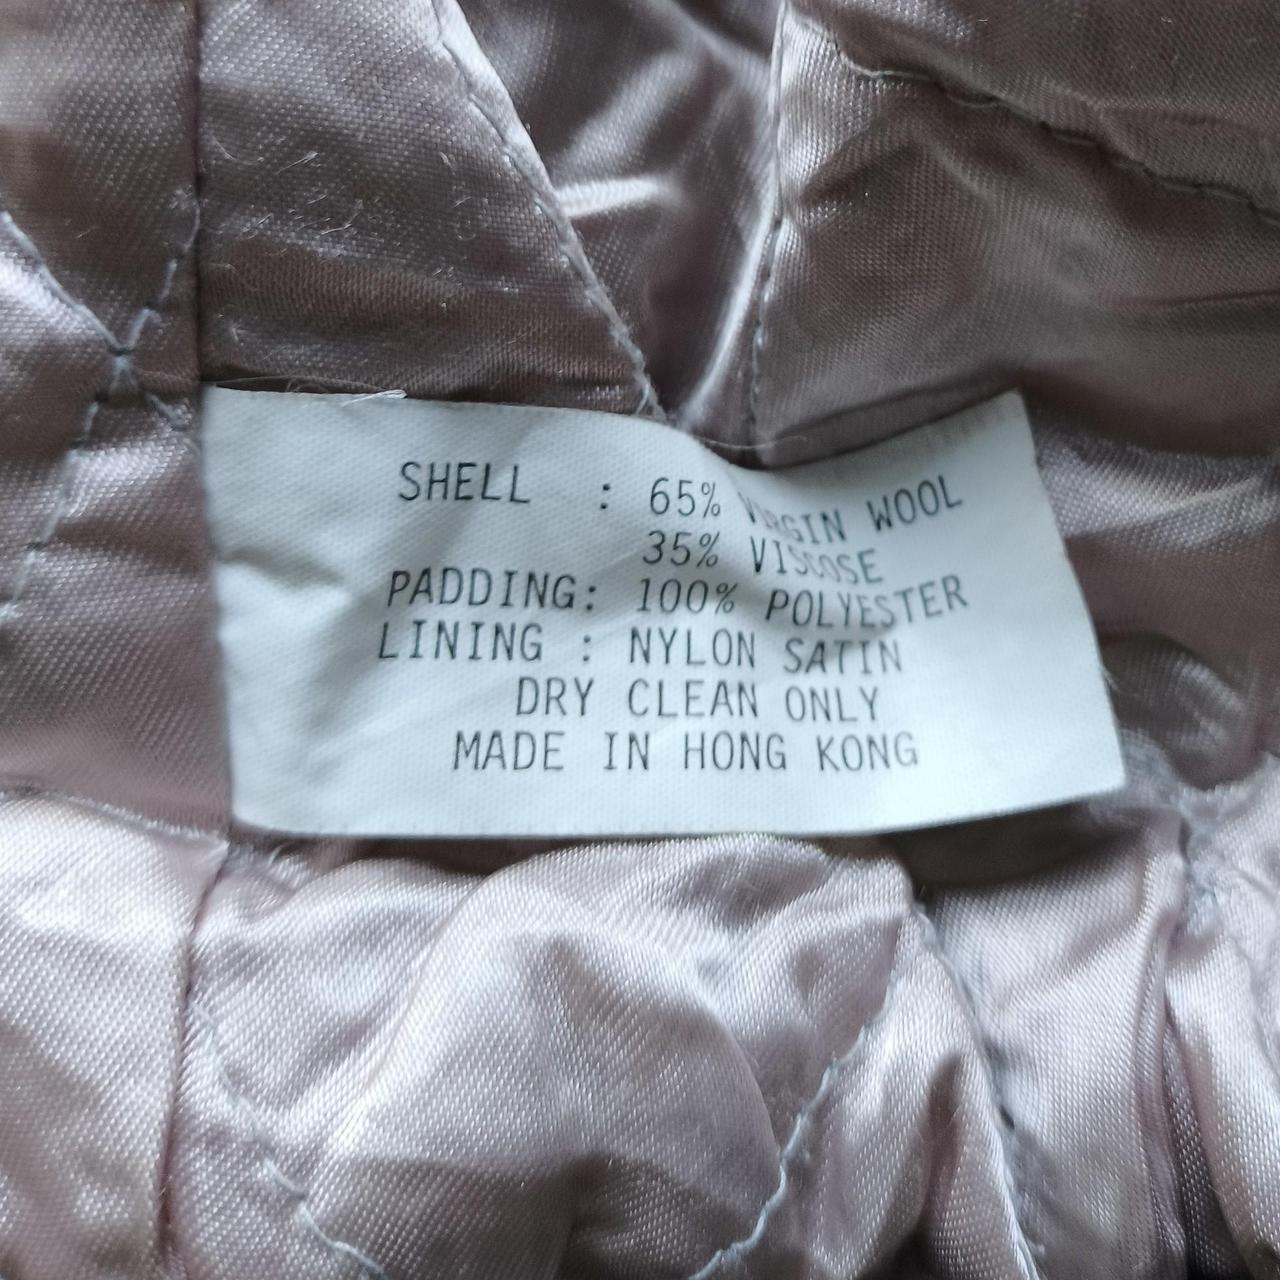 SHELL : 65% VIRGIN WOOL
35% VISCOSE
PADDING: 100% POLYESTER
LINING : NYLON SATIN
DRY CLEAN ONLY
MADE IN HONG KONG